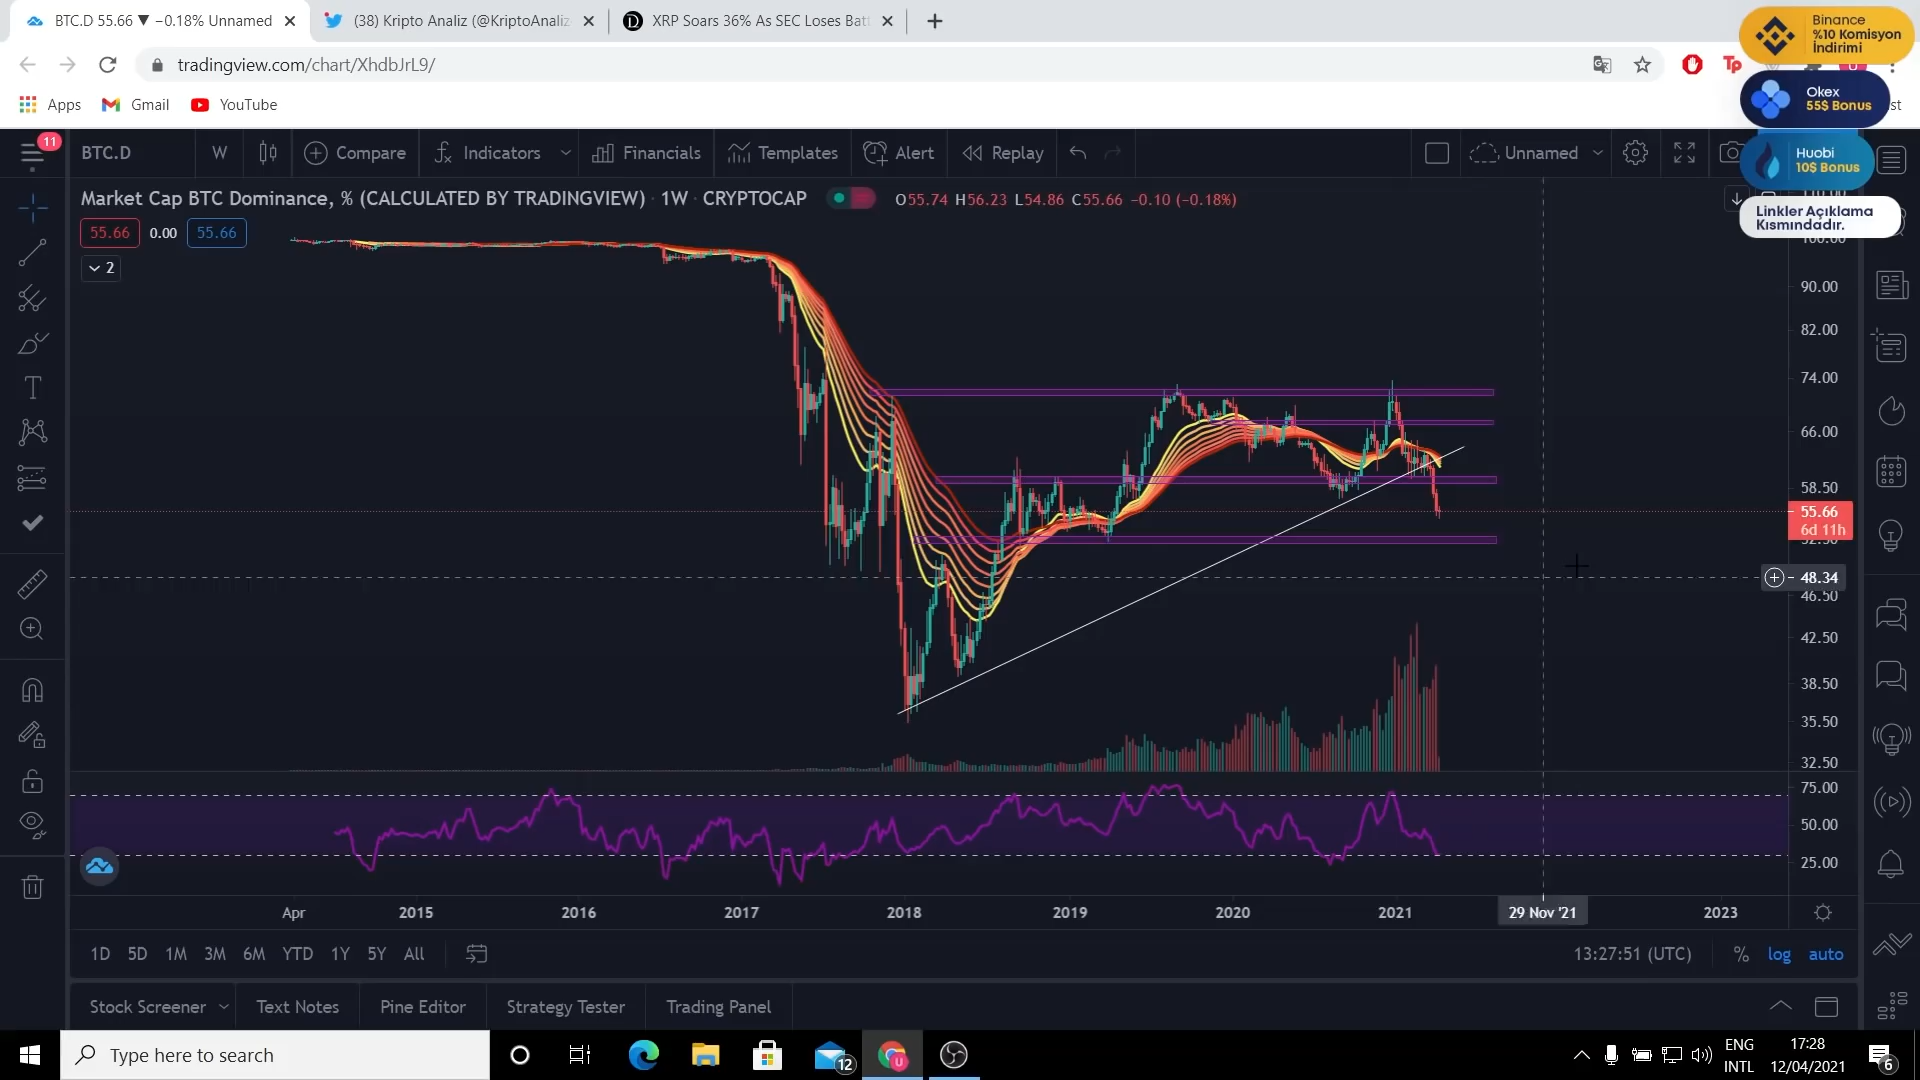 BTC.D 55.66 ▼ −0.18% Unnamed
(38) Kripto Analiz (@KriptoAnaliz
XRP Soars 36% As SEC Loses Batt
Binance
%10 Komisyon
İndirimi
tradingview.com/chart/XhdbJrL9/
Okex
55$ Bonus
Apps
Gmail
YouTube
11
BTC.D
W
Compare
Indicators
Financials
Templates
Alert
Replay
Unnamed
Huobi
10$ Bonus
Market Cap BTC Dominance, % (CALCULATED BY TRADINGVIEW) · 1W · CRYPTOCAP
O55.74 H56.23 L54.86 C55.66 −0.10 (−0.18%)
Linkler Açıklama
Kısmındadır.
55.66
0.00
55.66
2
100.00
90.00
82.00
74.00
66.00
58.50
55.66
6d 11h
52.50
48.34
46.50
42.50
38.50
35.50
32.50
75.00
50.00
25.00
Apr
2015
2016
2017
2018
2019
2020
2021
29 Nov '21
2023
1D
5D
1M
3M
6M
YTD
1Y
5Y
All
13:27:51 (UTC)
%
log
auto
Stock Screener
Text Notes
Pine Editor
Strategy Tester
Trading Panel
Type here to search
12
ENG
INTL
17:28
12/04/2021
6